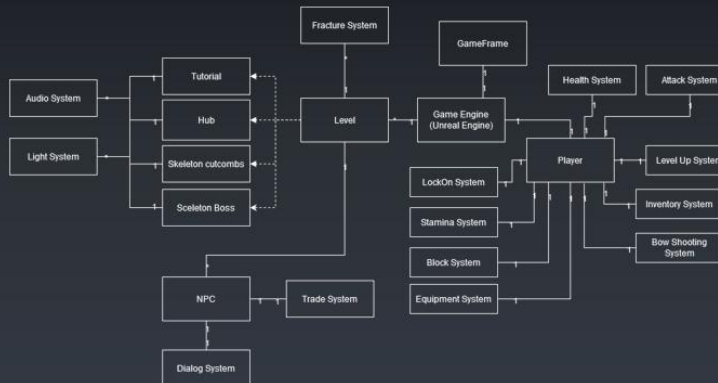 Fracture System
GameFrame
Health System
Attack System
Audio System
Tutorial
Hub
Level
Game Engine
(Unreal Engine)
Light System
Skeleton cutcombs
Player
Level Up System
LockOn System
Sceleton Boss
Stamina System
Inventory System
Block System
Bow Shooting
System
NPC
Trade System
Equipment System
Dialog System